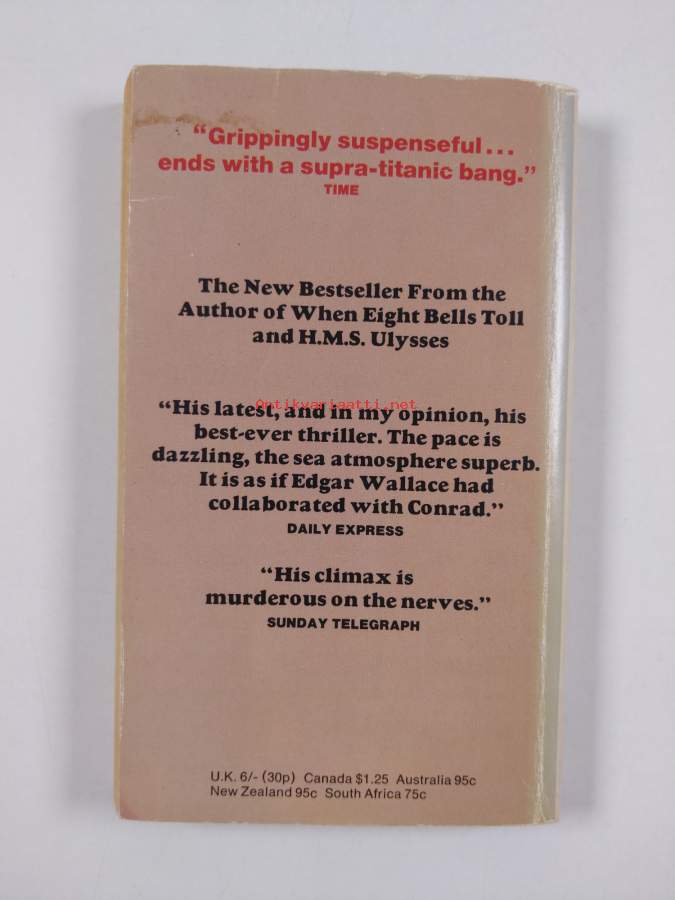 “Grippingly suspenseful...
ends with a supra-titanic bang.”
TIME
The New Bestseller From the
Author of When Eight Bells Toll
and H.M.S. Ulysses
Antikvariaatti.net
“His latest, and in my opinion, his
best-ever thriller. The pace is
dazzling, the sea atmosphere superb.
It is as if Edgar Wallace had
collaborated with Conrad.”
DAILY EXPRESS
“His climax is
murderous on the nerves.”
SUNDAY TELEGRAPH
U.K. 6/- (30p) Canada $1.25 Australia 95c
New Zealand 95c South Africa 75c